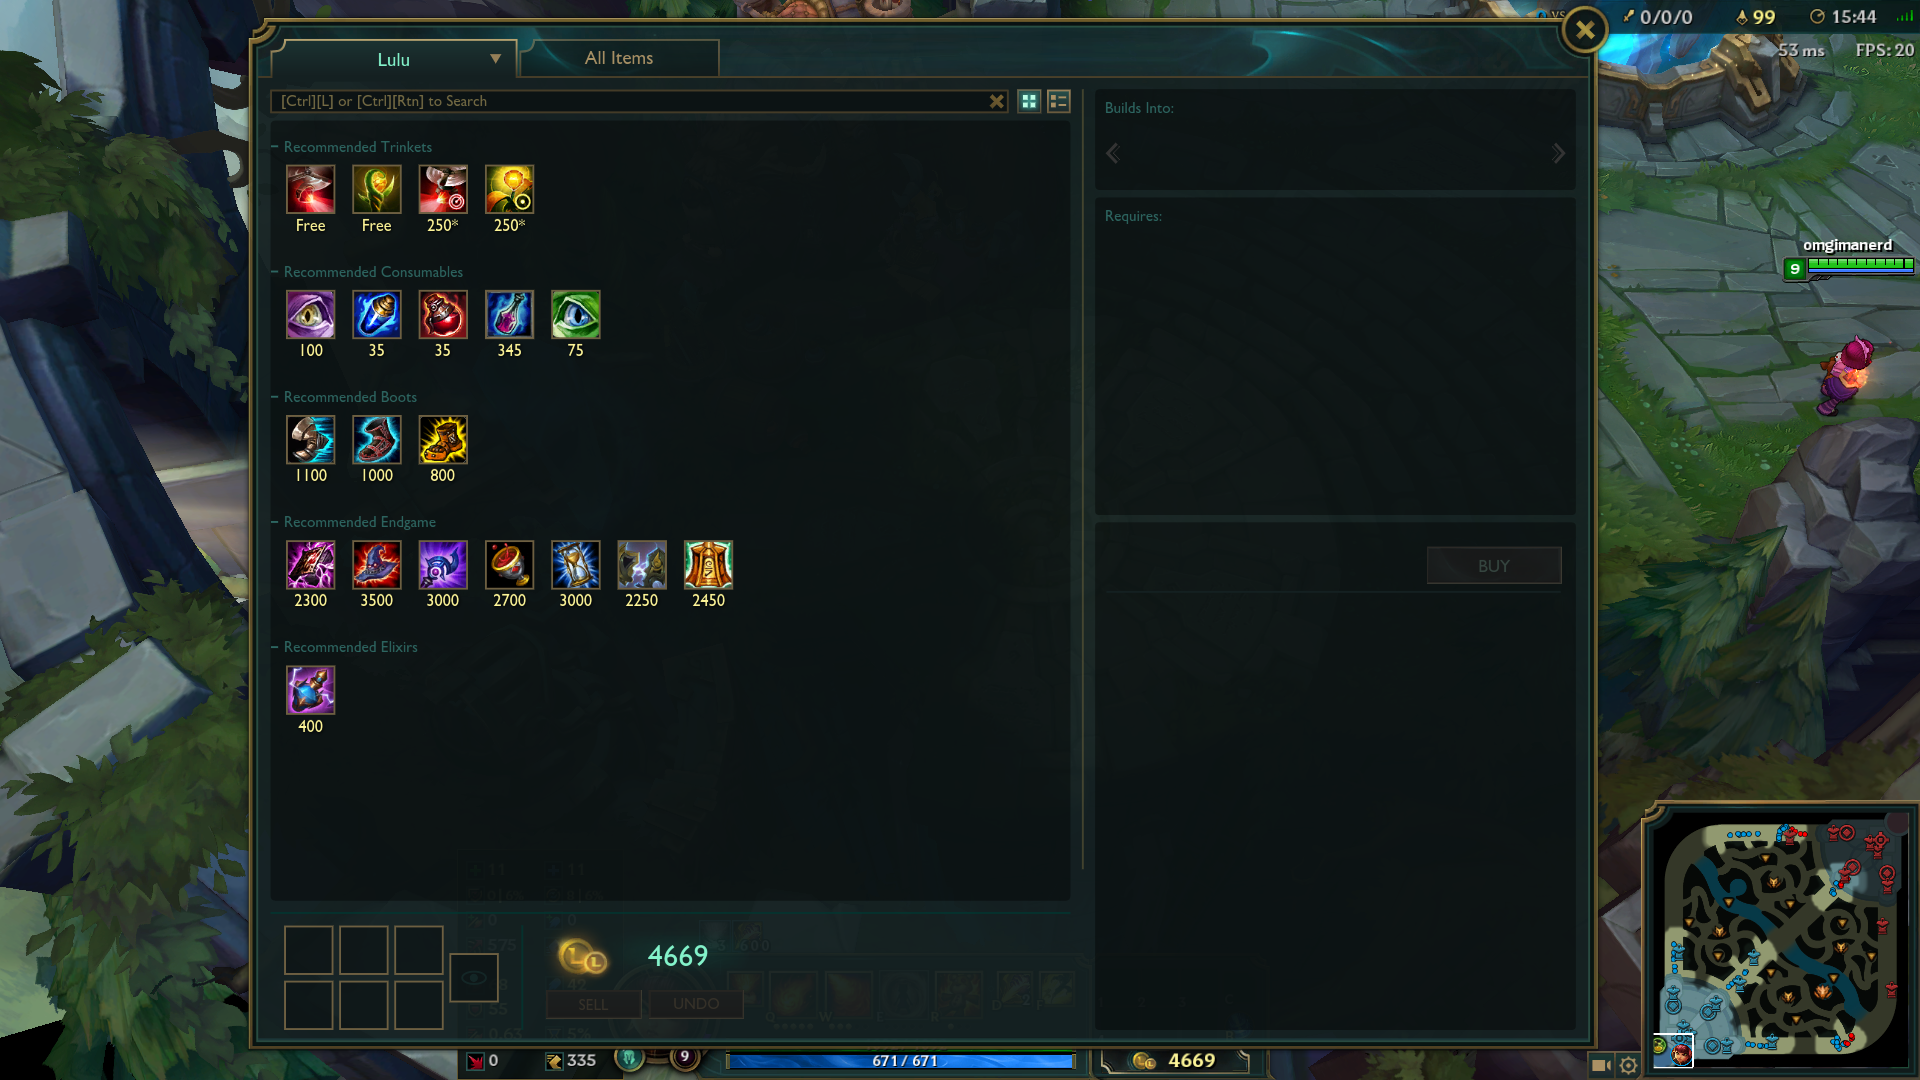 VS 0/0/0 99 15:44
53 ms FPS: 20
Lulu
All Items
[Ctrl][L] or [Ctrl][Rtn] to Search
Recommended Trinkets
Free Free 250* 250*
Recommended Consumables
100 35 35 345 75
Recommended Boots
1100 1000 800
Recommended Endgame
2300 3500 3000 2700 3000 2250 2450
Recommended Elixirs
400
Builds Into:
Requires:
BUY
omgimanerd
9
4669
SELL UNDO
0 335 9 671 / 671 4669